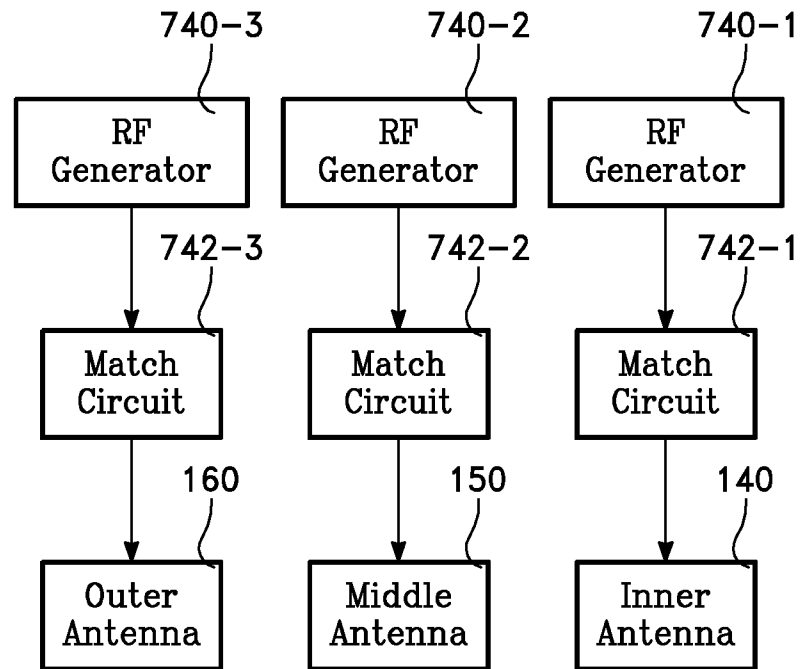 740-3 740-2 740-1
RF RF RF
Generator Generator Generator
742-3 742-2 742-1
Match Match Match
Circuit Circuit Circuit
160 150 140
Outer Middle Inner
Antenna Antenna Antenna